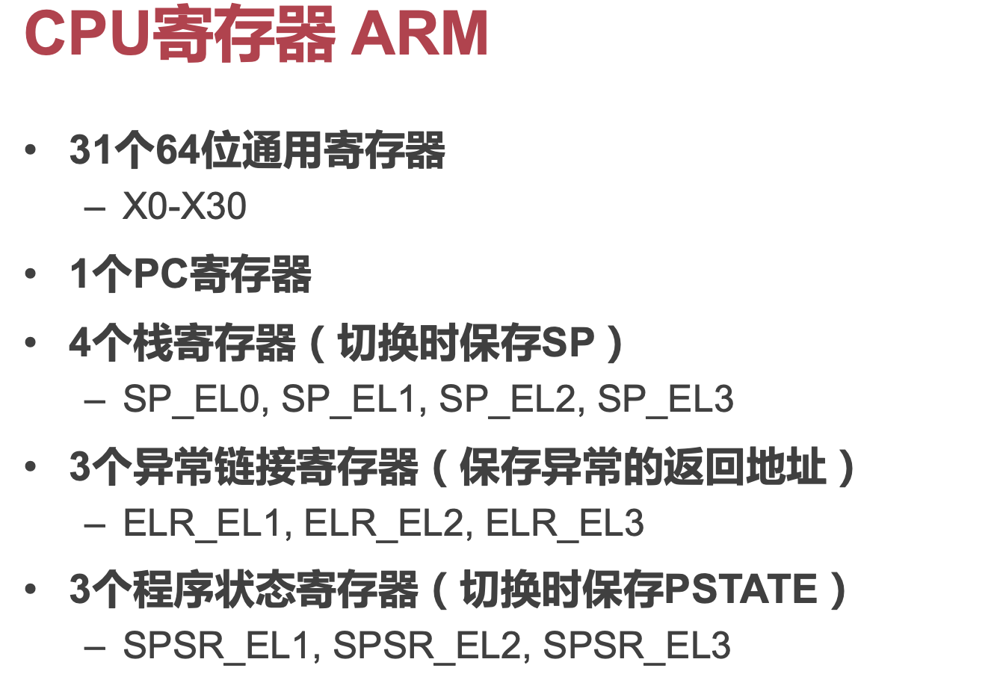 CPU寄存器 ARM
• 31个64位通用寄存器
– X0-X30
• 1个PC寄存器
• 4个栈寄存器（切换时保存SP）
– SP_EL0, SP_EL1, SP_EL2, SP_EL3
• 3个异常链接寄存器（保存异常的返回地址）
– ELR_EL1, ELR_EL2, ELR_EL3
• 3个程序状态寄存器（切换时保存PSTATE）
– SPSR_EL1, SPSR_EL2, SPSR_EL3